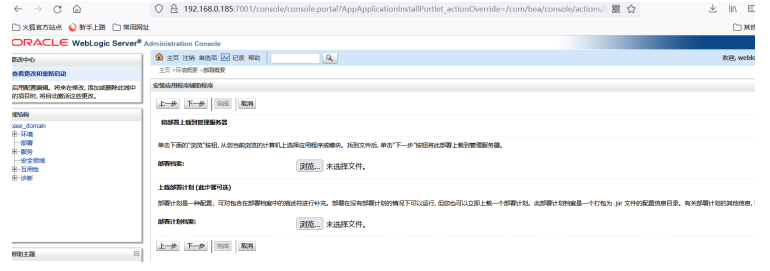 192.168.0.185:7001/console/console.portal?AppApplicationInstallPortlet_actionOverride=/com/bea/console/actions/
火狐官方站点 新手上路 常用网址
ORACLE WebLogic Server® Administration Console
更改中心
查看更改和重新启动
启用配置编辑。将来在修改, 添加或删除此域中的项目时, 将自动激活这些更改。
域结构
base_domain
环境
部署
服务
安全领域
互用性
诊断
帮助主题
主页 注销 首选项 记录 帮助
欢迎, weblo
主页 >环境概要 >部署概要
安装应用程序辅助程序
上一步 下一步 完成 取消
将部署上载到管理服务器
单击下面的"浏览"按钮, 从您当前浏览的计算机上选择应用程序或模块。找到文件后, 单击"下一步"按钮将此部署上载到管理服务器。
部署档案: 浏览... 未选择文件。
上载部署计划 (此步骤可选)
部署计划是一种配置, 可对包含在部署档案中的描述符进行补充。部署在没有部署计划的情况下可以运行, 但您也可以立即上载一个部署计划。此部署计划档案是一个打包为 .jar 文件的配置信息目录。有关部署计划的其他信息,
部署计划档案: 浏览... 未选择文件。
上一步 下一步 完成 取消